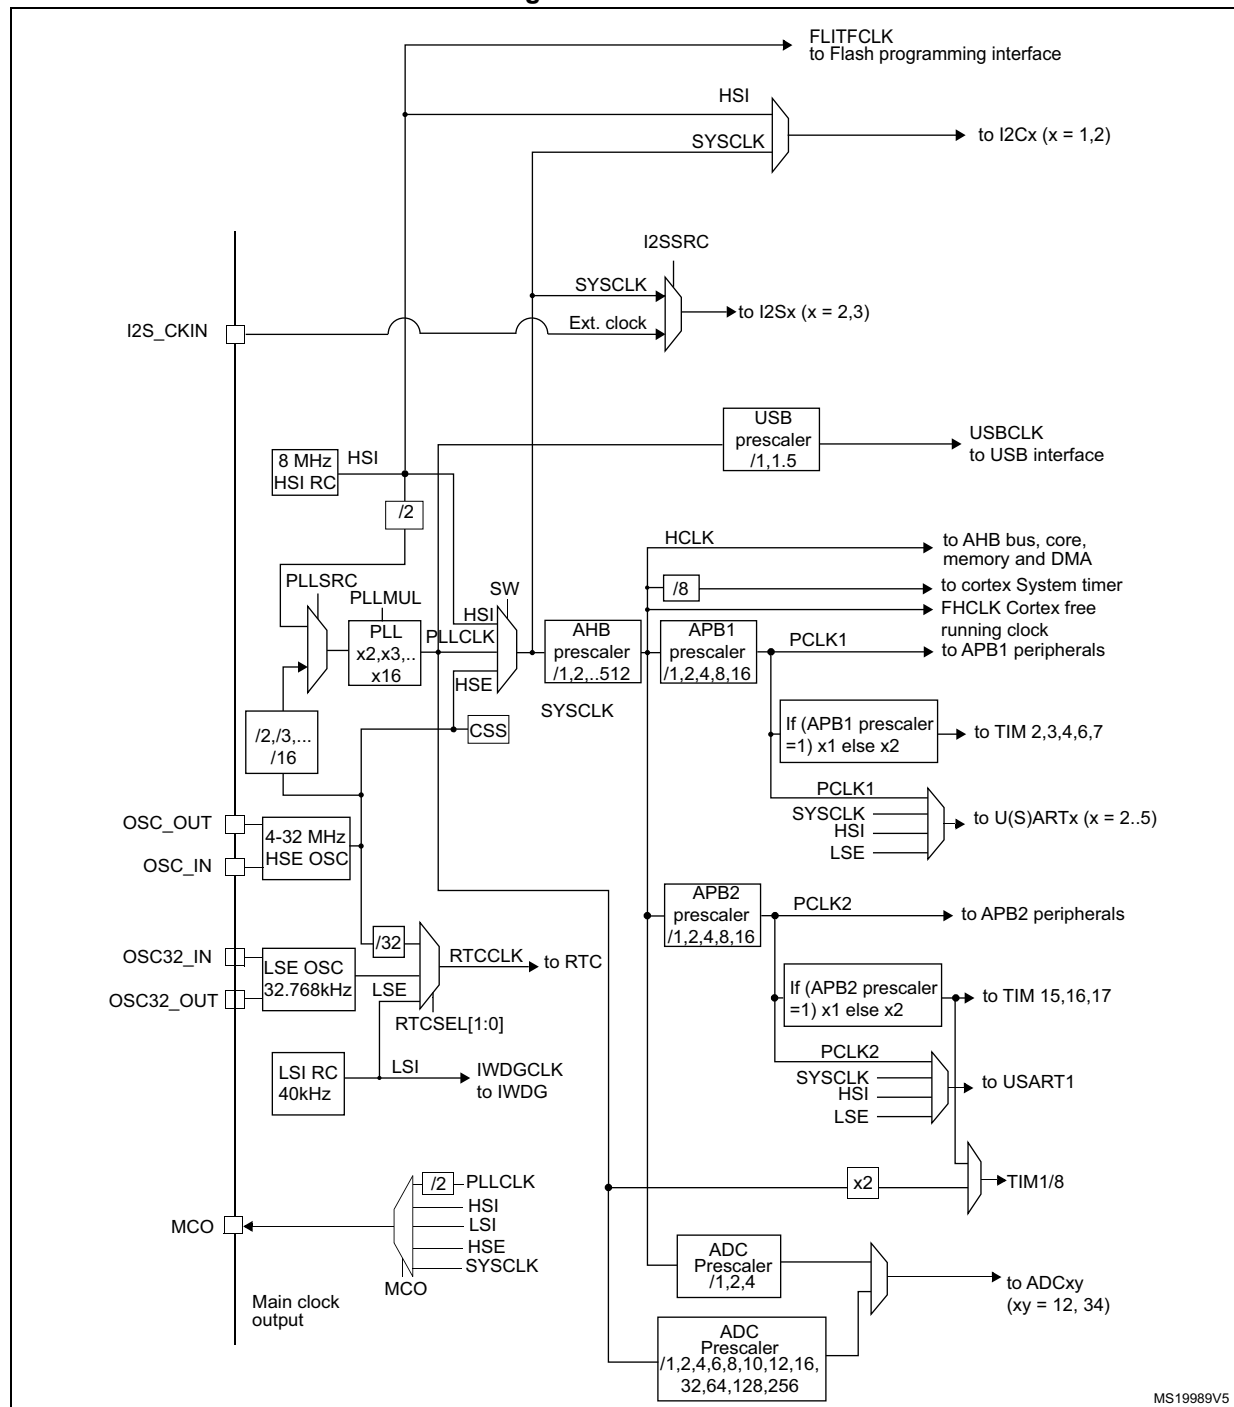 FLITFCLK
to Flash programming interface
HSI
SYSCLK
to I2Cx (x = 1,2)
I2SSRC
SYSCLK
to I2Sx (x = 2,3)
Ext. clock
I2S_CKIN
USB
prescaler
/1,1.5
USBCLK
to USB interface
8 MHz
HSI RC
HSI
/2
HCLK
to AHB bus, core,
memory and DMA
/8
to cortex System timer
FHCLK Cortex free
running clock
PLLSRC
PLLMUL
PLL
x2,x3,..
x16
SW
HSI
PLLCLK
HSE
AHB
prescaler
/1,2,..512
APB1
prescaler
/1,2,4,8,16
PCLK1
to APB1 peripherals
SYSCLK
/2,/3,...
/16
CSS
If (APB1 prescaler
=1) x1 else x2
to TIM 2,3,4,6,7
PCLK1
SYSCLK
HSI
LSE
to U(S)ARTx (x = 2..5)
OSC_OUT
OSC_IN
4-32 MHz
HSE OSC
APB2
prescaler
/1,2,4,8,16
PCLK2
to APB2 peripherals
/32
OSC32_IN
OSC32_OUT
LSE OSC
32.768kHz
LSE
RTCCLK
to RTC
RTCSEL[1:0]
If (APB2 prescaler
=1) x1 else x2
to TIM 15,16,17
LSI RC
40kHz
LSI
IWDGCLK
to IWDG
PCLK2
SYSCLK
HSI
LSE
to USART1
x2
TIM1/8
/2
PLLCLK
HSI
LSI
HSE
SYSCLK
MCO
MCO
Main clock
output
ADC
Prescaler
/1,2,4
to ADCxy
(xy = 12, 34)
ADC
Prescaler
/1,2,4,6,8,10,12,16,
32,64,128,256
MS19989V5